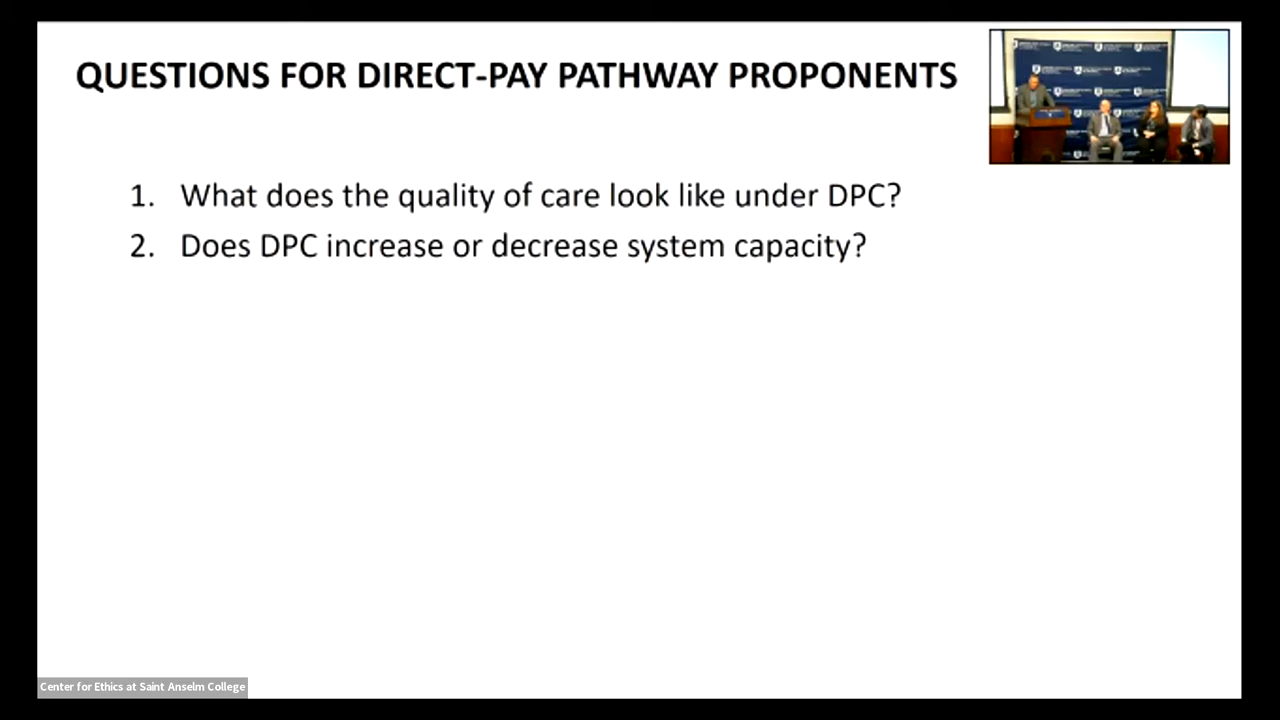 QUESTIONS FOR DIRECT-PAY PATHWAY PROPONENTS
1. What does the quality of care look like under DPC?
2. Does DPC increase or decrease system capacity?
Center for Ethics at Saint Anselm College